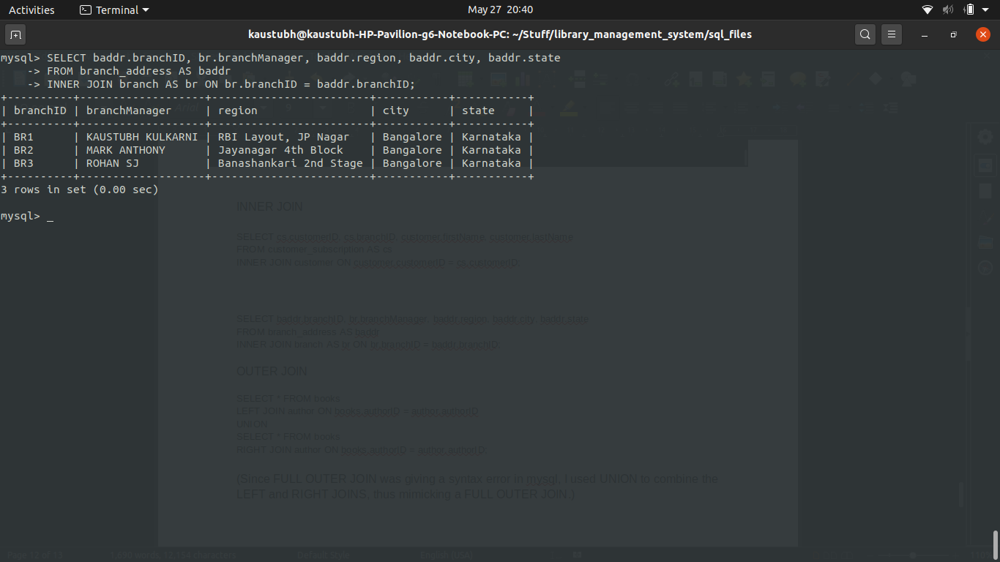 Activities
Terminal
May 27 20:40
kaustubh@kaustubh-HP-Pavilion-g6-Notebook-PC: ~/Stuff/library_management_system/sql_files
mysql> SELECT baddr.branchID, br.branchManager, baddr.region, baddr.city, baddr.state
    -> FROM branch_address AS baddr
    -> INNER JOIN branch AS br ON br.branchID = baddr.branchID;
+----------+------------------+------------------------+-----------+-----------+
| branchID | branchManager     | region                 | city      | state     |
+----------+------------------+------------------------+-----------+-----------+
| BR1      | KAUSTUBH KULKARNI | RBI Layout, JP Nagar   | Bangalore | Karnataka |
| BR2      | MARK ANTHONY      | Jayanagar 4th Block    | Bangalore | Karnataka |
| BR3      | ROHAN SJ          | Banashankari 2nd Stage | Bangalore | Karnataka |
+----------+------------------+------------------------+-----------+-----------+
3 rows in set (0.00 sec)
mysql> _
Arial
9
INNER JOIN
SELECT cs.customerID, cs.branchID, customer.firstName, customer.lastName
FROM customer_subscription AS cs
INNER JOIN customer ON customer.customerID = cs.customerID;
SELECT baddr.branchID, br.branchManager, baddr.region, baddr.city, baddr.state
FROM branch_address AS baddr
INNER JOIN branch AS br ON br.branchID = baddr.branchID
OUTER JOIN
SELECT * FROM books
LEFT JOIN author ON books.authorID = author.authorID
UNION
SELECT * FROM books
RIGHT JOIN author ON books.authorID = author.authorID
(Since FULL OUTER JOIN was giving a syntax error in mysql, I used UNION to combine the
LEFT and RIGHT JOINS, thus mimicking a FULL OUTER JOIN.)
Default Style
English (USA)